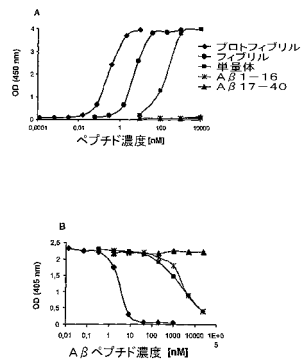 A
OD (450 nm)
4
3
2
1
0
0,0001 0,01 1 100 10000
ペプチド濃度 [nM]
プロトフィブリル
フィブリル
単量体
Aβ1-16
Aβ17-40
B
OD (405 nm)
2,5
2
1,5
1
0,5
0
0,01 0,1 1 10 100 1000 10000 1E+0
5
Aβペプチド濃度 [nM]